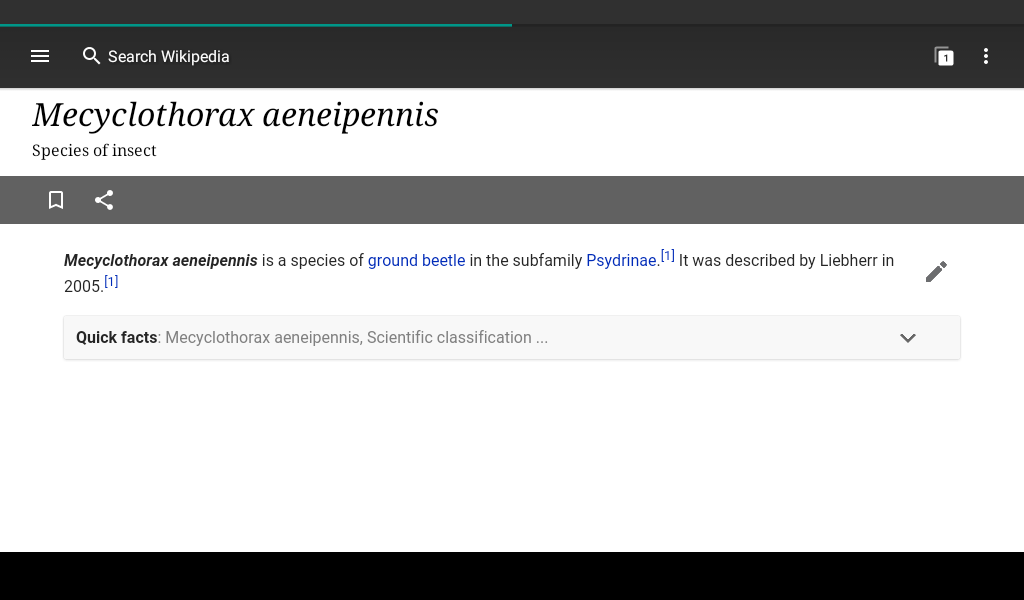 Search Wikipedia
1
Mecyclothorax aeneipennis
Species of insect
Mecyclothorax aeneipennis is a species of ground beetle in the subfamily Psydrinae.[1] It was described by Liebherr in
2005.[1]
Quick facts: Mecyclothorax aeneipennis, Scientific classification ...